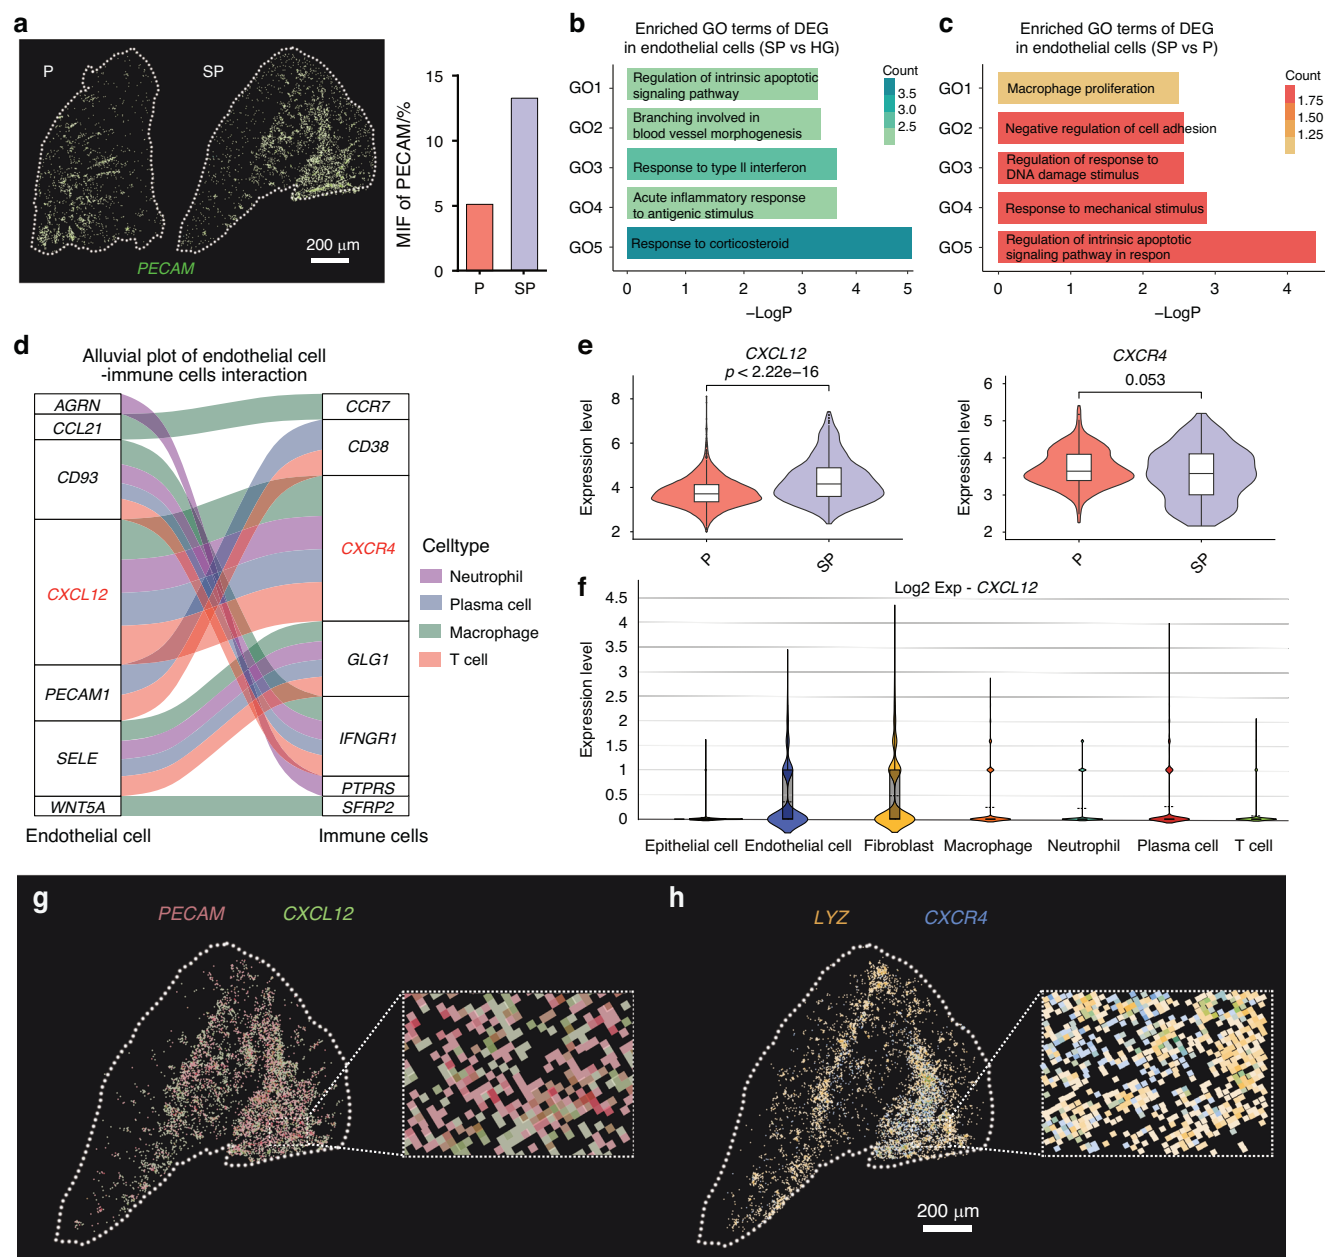 a
P
SP
200 μm
PECAM
MIF of PECAM/%
15
10
5
0
P
SP
b
Enriched GO terms of DEG
in endothelial cells (SP vs HG)
GO1
GO2
GO3
GO4
GO5
Regulation of intrinsic apoptotic
signaling pathway
Branching involved in
blood vessel morphogenesis
Response to type II interferon
Acute inflammatory response
to antigenic stimulus
Response to corticosteroid
0 1 2 3 4 5
−LogP
Count
3.5
3.0
2.5
c
Enriched GO terms of DEG
in endothelial cells (SP vs P)
GO1
GO2
GO3
GO4
GO5
Macrophage proliferation
Negative regulation of cell adhesion
Regulation of response to
DNA damage stimulus
Response to mechanical stimulus
Regulation of intrinsic apoptotic
signaling pathway in respon
0 1 2 3 4
−LogP
Count
1.75
1.50
1.25
d
Alluvial plot of endothelial cell
-immune cells interaction
AGRN
CCL21
CD93
CXCL12
PECAM1
SELE
WNT5A
Endothelial cell
CCR7
CD38
CXCR4
GLG1
IFNGR1
PTPRS
SFRP2
Immune cells
Celltype
Neutrophil
Plasma cell
Macrophage
T cell
e
CXCL12
p < 2.22e−16
Expression level
8
6
4
2
P
SP
CXCR4
0.053
Expression level
6
5
4
3
2
P
SP
f
Log2 Exp - CXCL12
Expression level
4.5
4
3.5
3
2.5
2
1.5
1
0.5
0
Epithelial cell Endothelial cell Fibroblast Macrophage Neutrophil Plasma cell T cell
g
PECAM CXCL12
h
LYZ CXCR4
200 μm